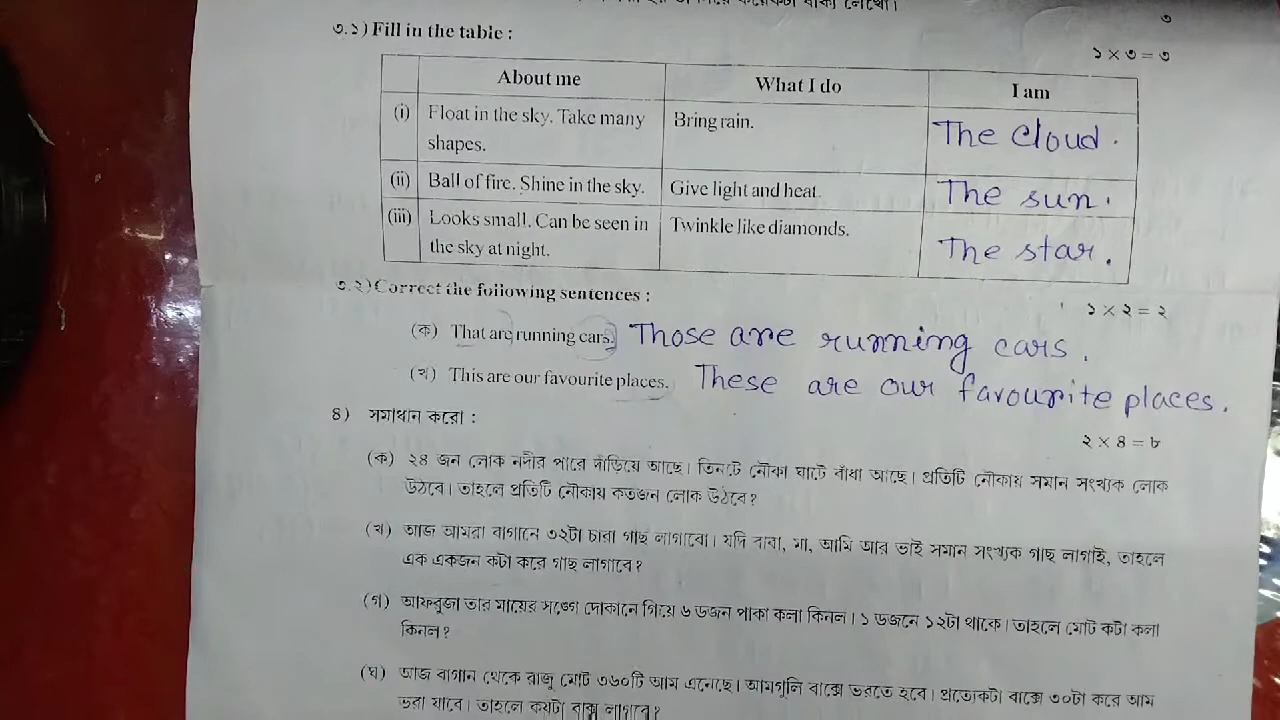 ৩
৩.১) Fill in the table :
১ × ৩ = ৩
About me What I do I am
(i) Float in the sky. Take many shapes. Bring rain. The cloud.
(ii) Ball of fire. Shine in the sky. Give light and heat. The sun.
(iii) Looks small. Can be seen in the sky at night. Twinkle like diamonds. The star.
৩.২) Correct the following sentences :
১ × ২ = ২
(ক) That are running cars. Those are running cars.
(খ) This are our favourite places. These are our favourite places.
৪) সমাধান করো :
২ × ৪ = ৮
(ক) ২৪ জন লোক নদীর পারে দাঁড়িয়ে আছে। তিনটে নৌকা ঘাটে বাঁধা আছে। প্রতিটি নৌকায় সমান সংখ্যক লোক
উঠবে। তাহলে প্রতিটি নৌকায় কতজন লোক উঠবে?
(খ) আজ আমরা বাগানে ৩২টা চারা গাছ লাগাবো। যদি বাবা, মা, আমি আর ভাই সমান সংখ্যক গাছ লাগাই, তাহলে
এক একজন কটা করে গাছ লাগাবে?
(গ) আফরুজা তার মায়ের সঙ্গে দোকানে গিয়ে ৬ ডজন পাকা কলা কিনল। ১ ডজনে ১২টা থাকে। তাহলে মোট কটা কলা
কিনল?
(ঘ) আজ বাগান থেকে রাজু মোট ৩৬০টি আম এনেছে। আমগুলি বাক্সে ভরতে হবে। প্রত্যেকটা বাক্সে ৩০টা করে আম
ভরা যাবে। তাহলে কয়টা বাক্স লাগাবে?